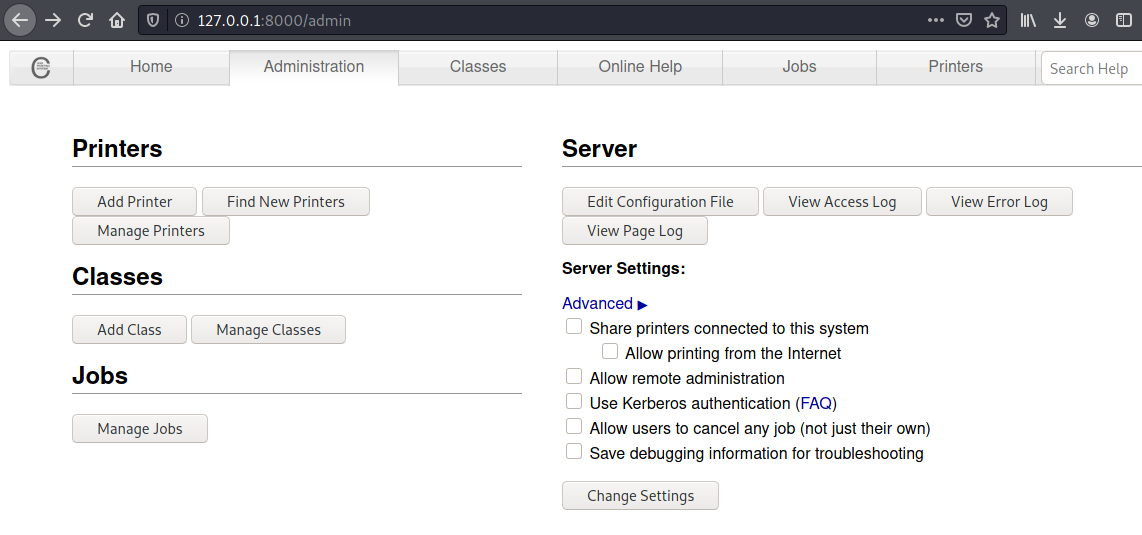 127.0.0.1:8000/admin
Home Administration Classes Online Help Jobs Printers Search Help
Printers
Add Printer Find New Printers
Manage Printers
Classes
Add Class Manage Classes
Jobs
Manage Jobs
Server
Edit Configuration File View Access Log View Error Log
View Page Log
Server Settings:
Advanced ▶
Share printers connected to this system
Allow printing from the Internet
Allow remote administration
Use Kerberos authentication (FAQ)
Allow users to cancel any job (not just their own)
Save debugging information for troubleshooting
Change Settings